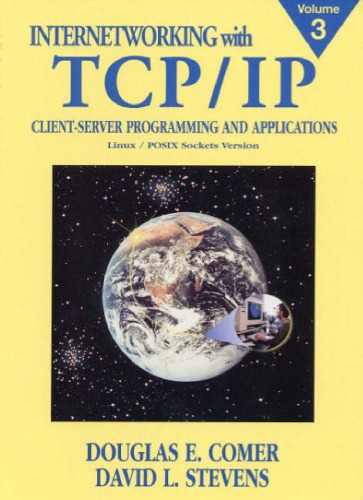 Volume
3
INTERNETWORKING with
TCP/IP
CLIENT-SERVER PROGRAMMING AND APPLICATIONS
Linux / POSIX Sockets Version
DOUGLAS E. COMER
DAVID L. STEVENS